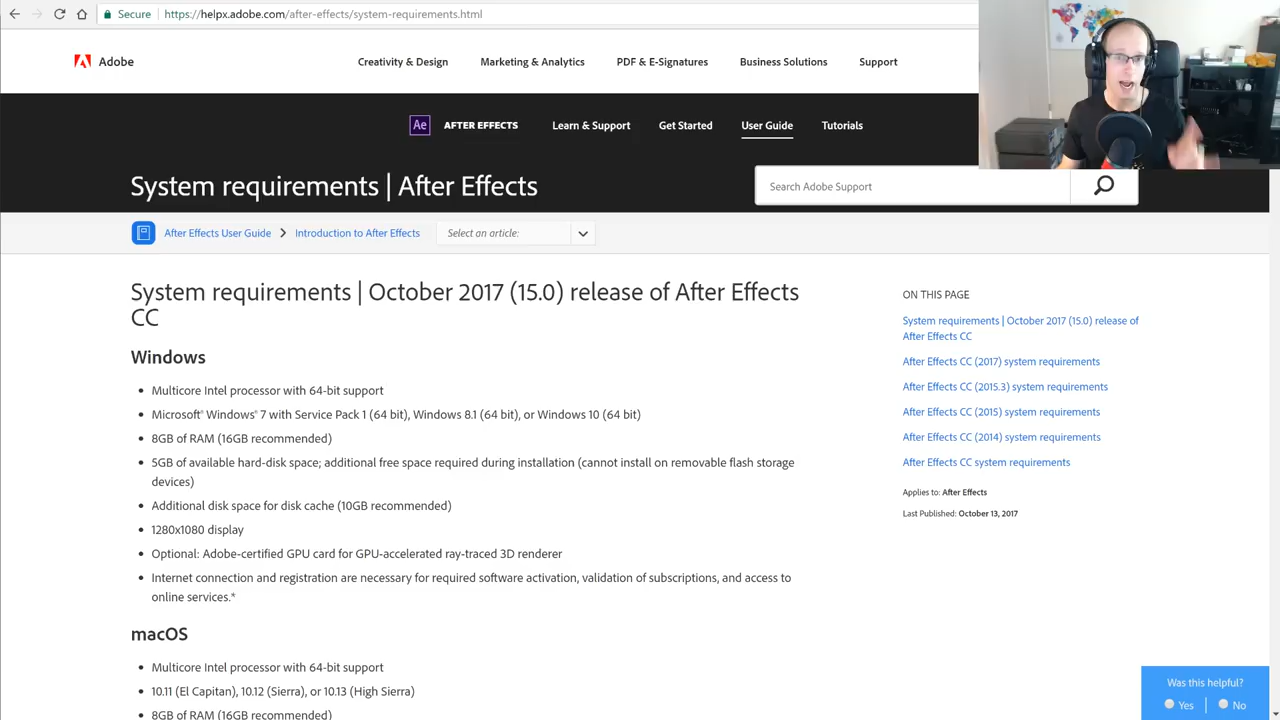 Secure https://helpx.adobe.com/after-effects/system-requirements.html
Adobe Creativity & Design Marketing & Analytics PDF & E-Signatures Business Solutions Support
Ae AFTER EFFECTS Learn & Support Get Started User Guide Tutorials
System requirements | After Effects
Search Adobe Support
After Effects User Guide Introduction to After Effects Select an article:
System requirements | October 2017 (15.0) release of After Effects
CC
Windows
• Multicore Intel processor with 64-bit support
• Microsoft® Windows® 7 with Service Pack 1 (64 bit), Windows 8.1 (64 bit), or Windows 10 (64 bit)
• 8GB of RAM (16GB recommended)
• 5GB of available hard-disk space; additional free space required during installation (cannot install on removable flash storage
devices)
• Additional disk space for disk cache (10GB recommended)
• 1280x1080 display
• Optional: Adobe-certified GPU card for GPU-accelerated ray-traced 3D renderer
• Internet connection and registration are necessary for required software activation, validation of subscriptions, and access to
online services.*
macOS
• Multicore Intel processor with 64-bit support
• 10.11 (El Capitan), 10.12 (Sierra), or 10.13 (High Sierra)
• 8GB of RAM (16GB recommended)
ON THIS PAGE
System requirements | October 2017 (15.0) release of
After Effects CC
After Effects CC (2017) system requirements
After Effects CC (2015.3) system requirements
After Effects CC (2015) system requirements
After Effects CC (2014) system requirements
After Effects CC system requirements
Applies to: After Effects
Last Published: October 13, 2017
Was this helpful?
Yes No